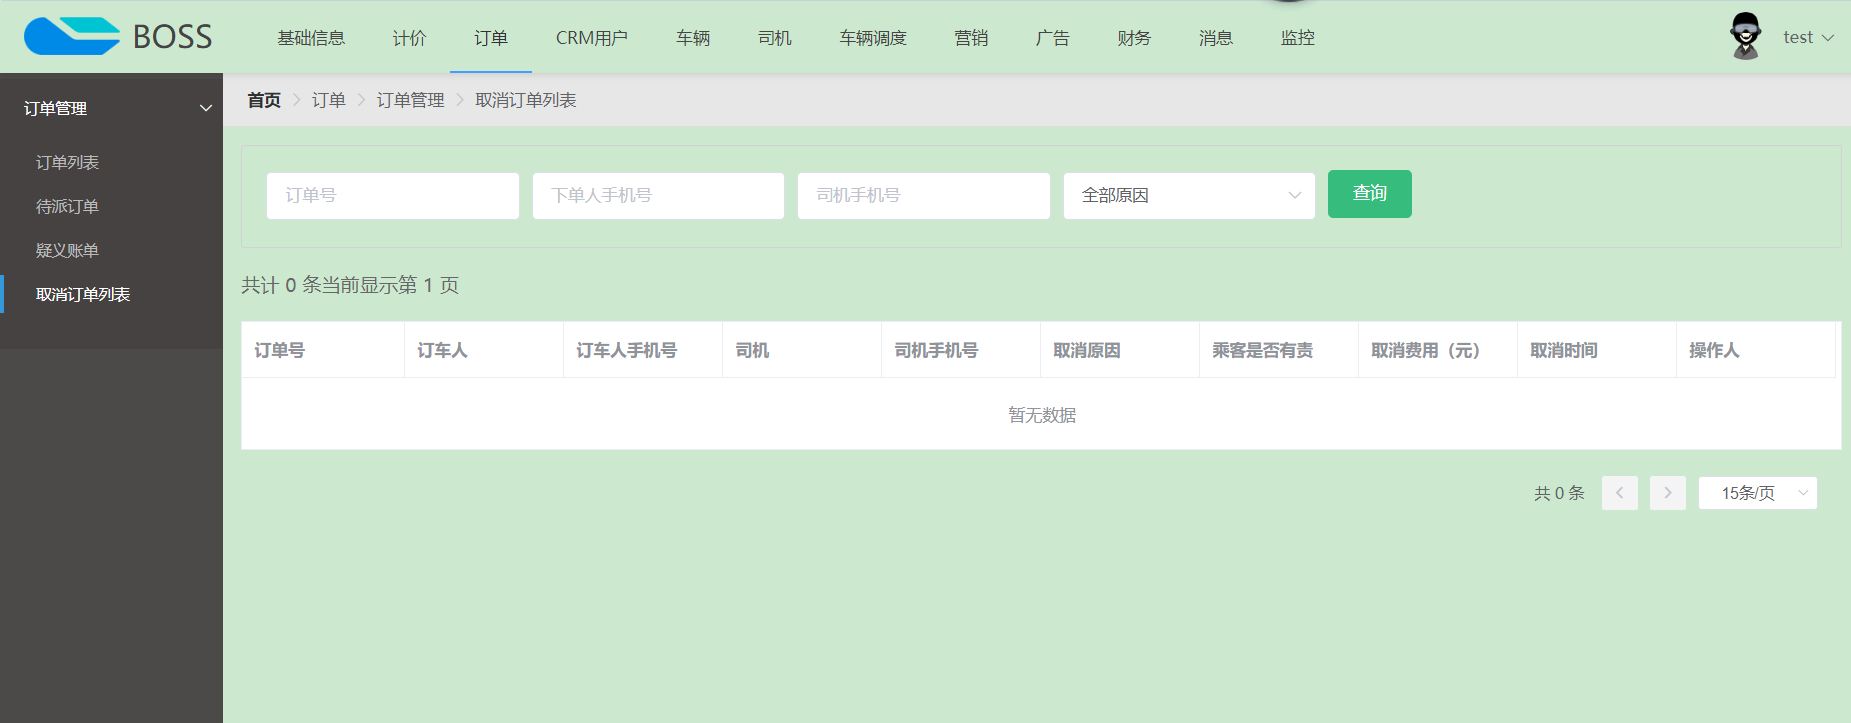 BOSS
基础信息 计价 订单 CRM用户 车辆 司机 车辆调度 营销 广告 财务 消息 监控
test
订单管理
订单列表
待派订单
疑义账单
取消订单列表
首页 订单 订单管理 取消订单列表
订单号 下单人手机号 司机手机号 全部原因 查询
共计 0 条当前显示第 1 页
订单号 订车人 订车人手机号 司机 司机手机号 取消原因 乘客是否有责 取消费用（元） 取消时间 操作人
暂无数据
共 0 条 15条/页